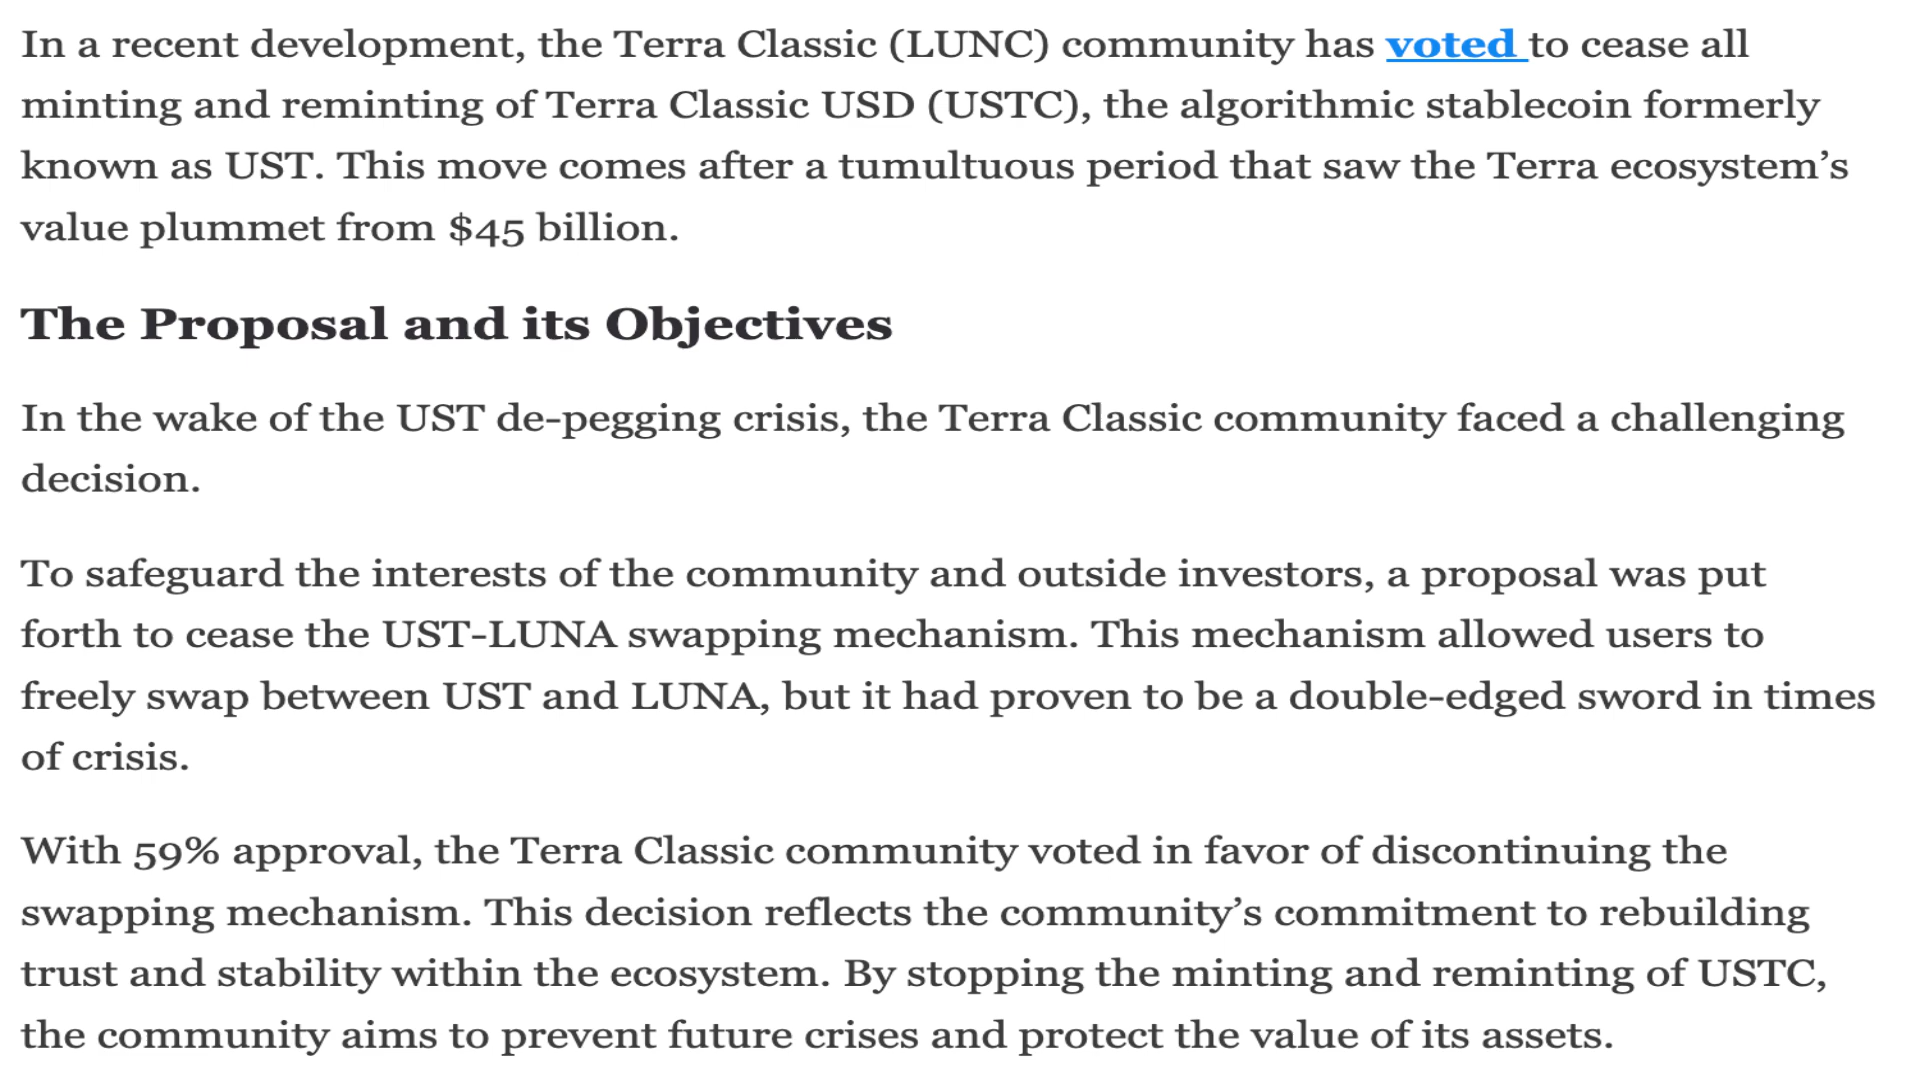 In a recent development, the Terra Classic (LUNC) community has voted to cease all
minting and reminting of Terra Classic USD (USTC), the algorithmic stablecoin formerly
known as UST. This move comes after a tumultuous period that saw the Terra ecosystem’s
value plummet from $45 billion.
The Proposal and its Objectives
In the wake of the UST de-pegging crisis, the Terra Classic community faced a challenging
decision.
To safeguard the interests of the community and outside investors, a proposal was put
forth to cease the UST-LUNA swapping mechanism. This mechanism allowed users to
freely swap between UST and LUNA, but it had proven to be a double-edged sword in times
of crisis.
With 59% approval, the Terra Classic community voted in favor of discontinuing the
swapping mechanism. This decision reflects the community’s commitment to rebuilding
trust and stability within the ecosystem. By stopping the minting and reminting of USTC,
the community aims to prevent future crises and protect the value of its assets.